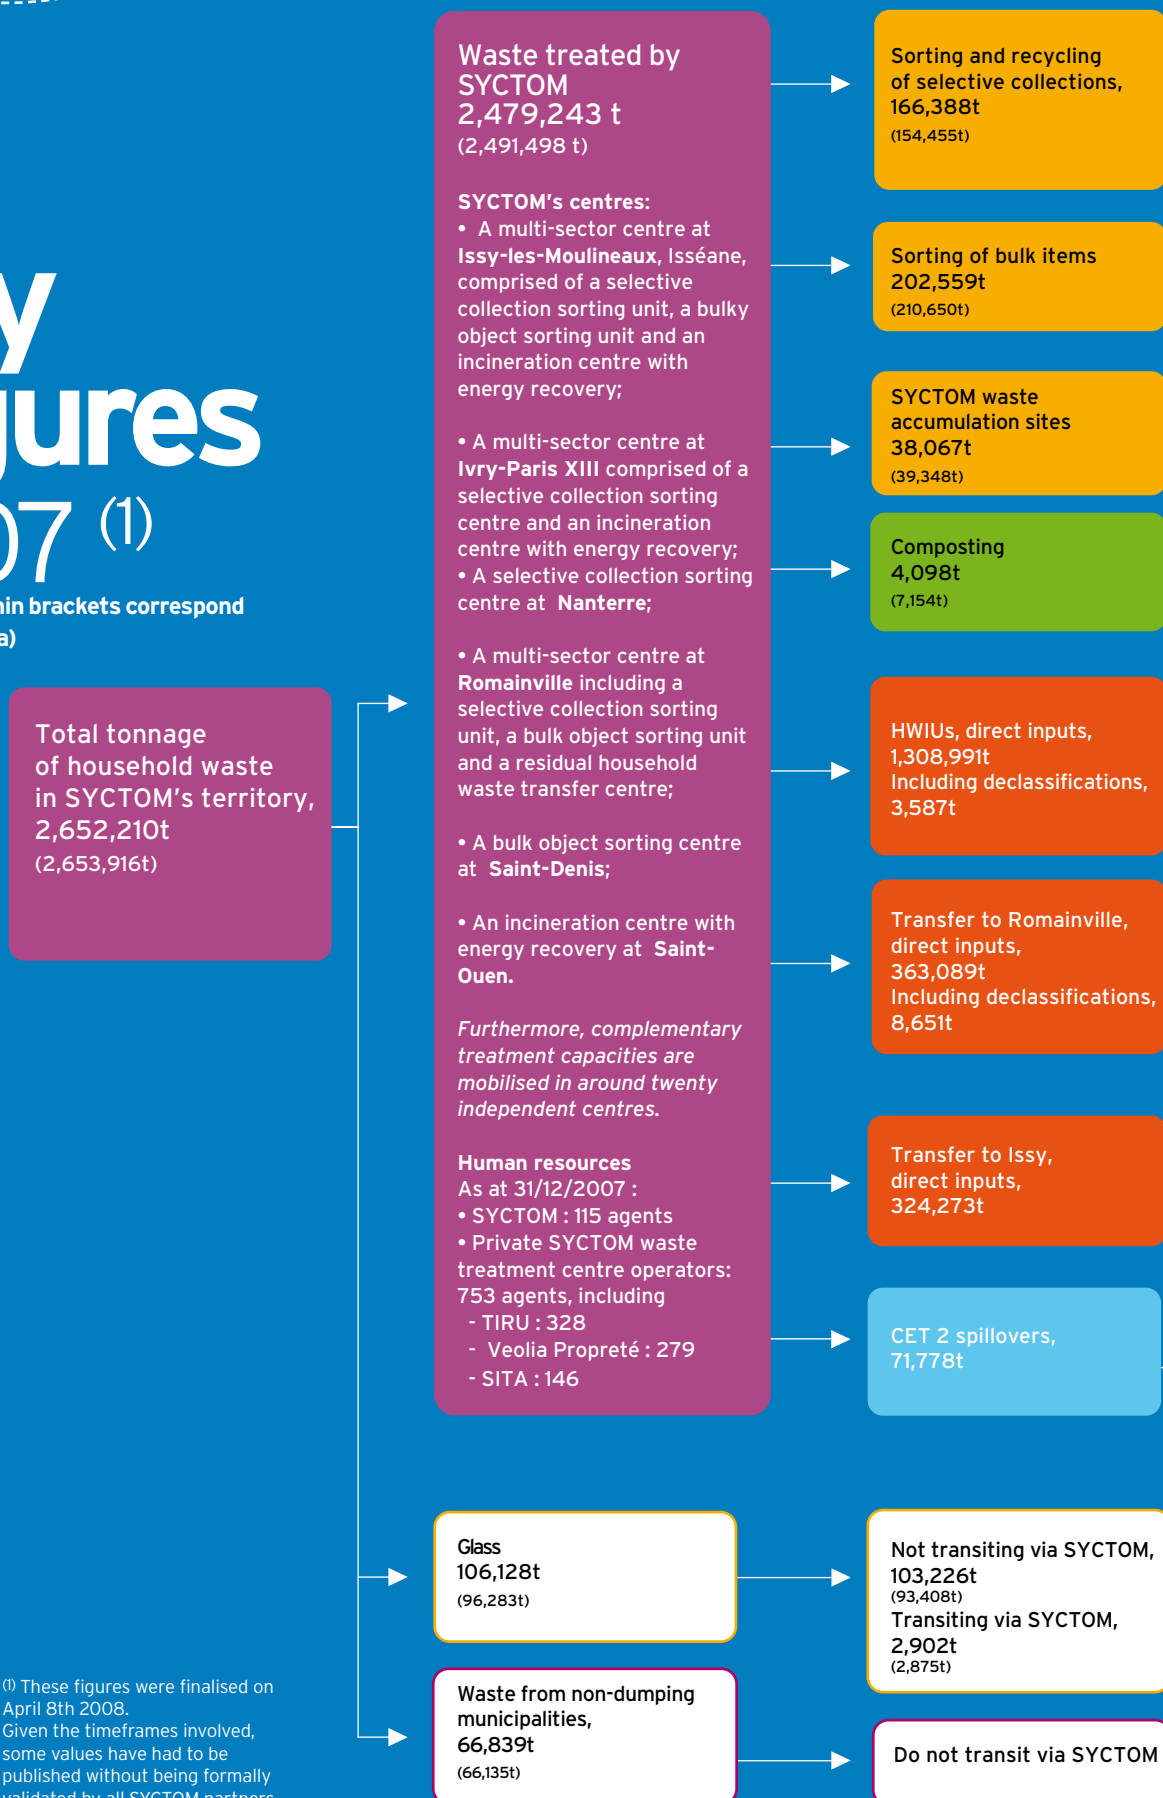 y
gures
07 (1)
hin brackets correspond
a)
Total tonnage
of household waste
in SYCTOM's territory,
2,652,210t
(2,653,916t)
(1) These figures were finalised on
April 8th 2008.
Given the timeframes involved,
some values have had to be
published without being formally
validated by all SYCTOM partners
Waste treated by
SYCTOM
2,479,243 t
(2,491,498 t)
SYCTOM's centres:
• A multi-sector centre at
Issy-les-Moulineaux, Isséane,
comprised of a selective
collection sorting unit, a bulky
object sorting unit and an
incineration centre with
energy recovery;
• A multi-sector centre at
Ivry-Paris XIII comprised of a
selective collection sorting
centre and an incineration
centre with energy recovery;
• A selective collection sorting
centre at Nanterre;
• A multi-sector centre at
Romainville including a
selective collection sorting
unit, a bulk object sorting unit
and a residual household
waste transfer centre;
• A bulk object sorting centre
at Saint-Denis;
• An incineration centre with
energy recovery at Saint-
Ouen.
Furthermore, complementary
treatment capacities are
mobilised in around twenty
independent centres.
Human resources
As at 31/12/2007 :
• SYCTOM : 115 agents
• Private SYCTOM waste
treatment centre operators:
753 agents, including
- TIRU : 328
- Veolia Propreté : 279
- SITA : 146
Glass
106,128t
(96,283t)
Waste from non-dumping
municipalities,
66,839t
(66,135t)
Sorting and recycling
of selective collections,
166,388t
(154,455t)
Sorting of bulk items
202,559t
(210,650t)
SYCTOM waste
accumulation sites
38,067t
(39,348t)
Composting
4,098t
(7,154t)
HWIUs, direct inputs,
1,308,991t
Including declassifications,
3,587t
Transfer to Romainville,
direct inputs,
363,089t
Including declassifications,
8,651t
Transfer to Issy,
direct inputs,
324,273t
CET 2 spillovers,
71,778t
Not transiting via SYCTOM,
103,226t
(93,408t)
Transiting via SYCTOM,
2,902t
(2,875t)
Do not transit via SYCTOM